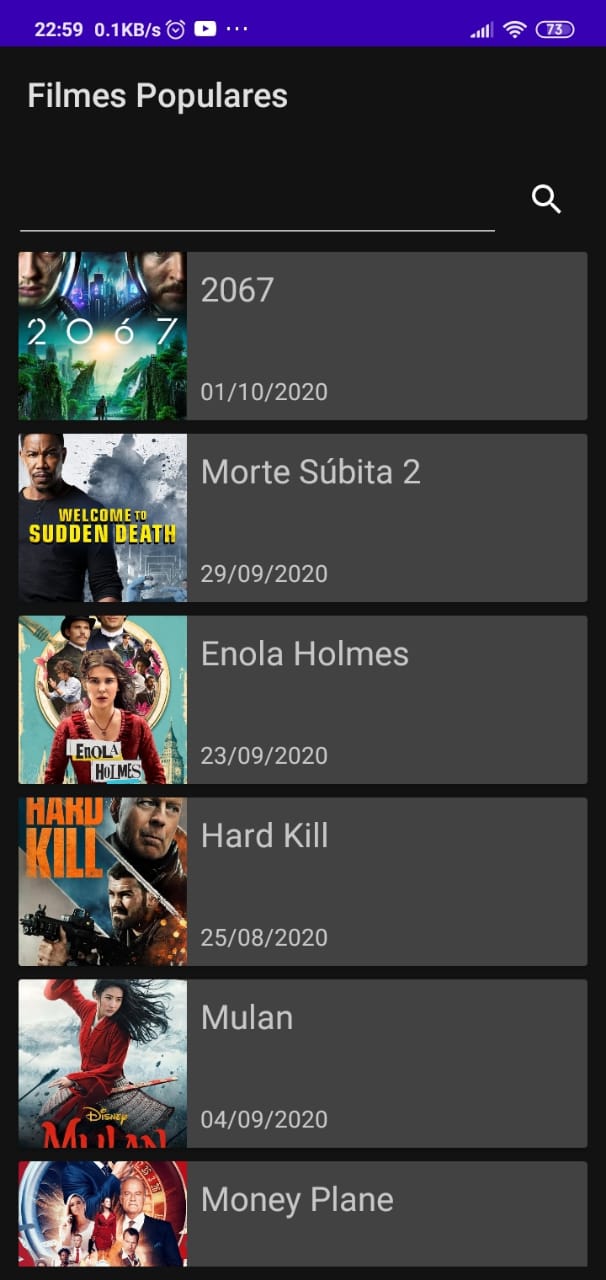 22:59 0.1KB/s ... 73
Filmes Populares
2067
2067
01/10/2020
WELCOME TO
SUDDEN DEATH
Morte Súbita 2
29/09/2020
ENOLA
HOLMES
Enola Holmes
23/09/2020
HARD
KILL
Hard Kill
25/08/2020
DISNEY
MULAN
Mulan
04/09/2020
Money Plane